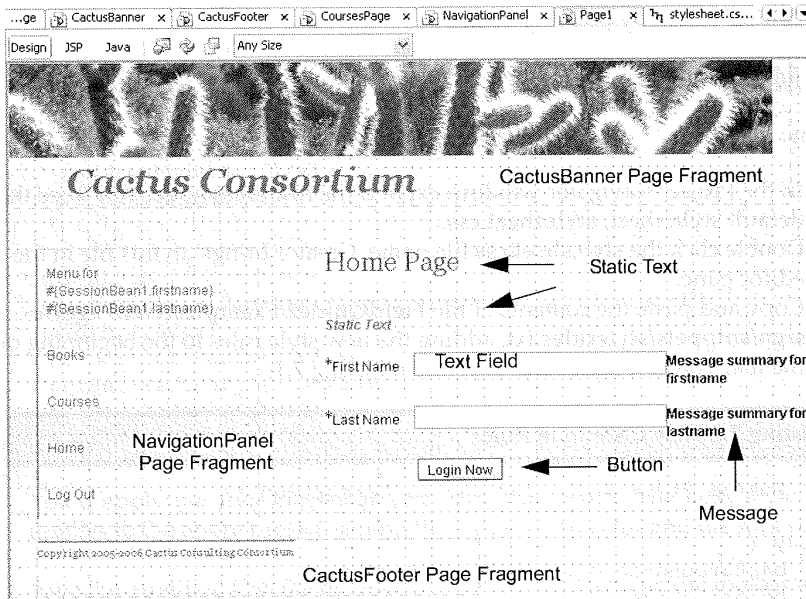 ...ge CactusBanner x CactusFooter x CoursesPage x NavigationPanel x Page1 x stylesheet.cs...
Design JSP Java Any Size
Cactus Consortium
CactusBanner Page Fragment
Home Page
Static Text
Menu for
#{SessionBean1.firstname}
#{SessionBean1.lastname}
Static Text
Books
*First Name
Text Field
Message summary for
firstname
Courses
*Last Name
Message summary for
lastname
Home
NavigationPanel
Page Fragment
Login Now
Button
Log Out
Message
Copyright 2005-2006 Cactus Consulting Consortium
CactusFooter Page Fragment